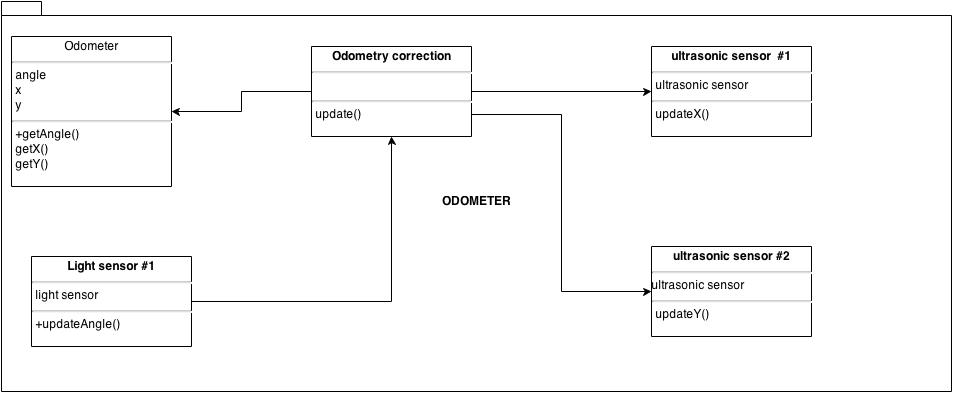 Odometer
angle
x
y
+getAngle()
getX()
getY()
Odometry correction
update()
ultrasonic sensor #1
ultrasonic sensor
updateX()
ODOMETER
Light sensor #1
light sensor
+updateAngle()
ultrasonic sensor #2
ultrasonic sensor
updateY()